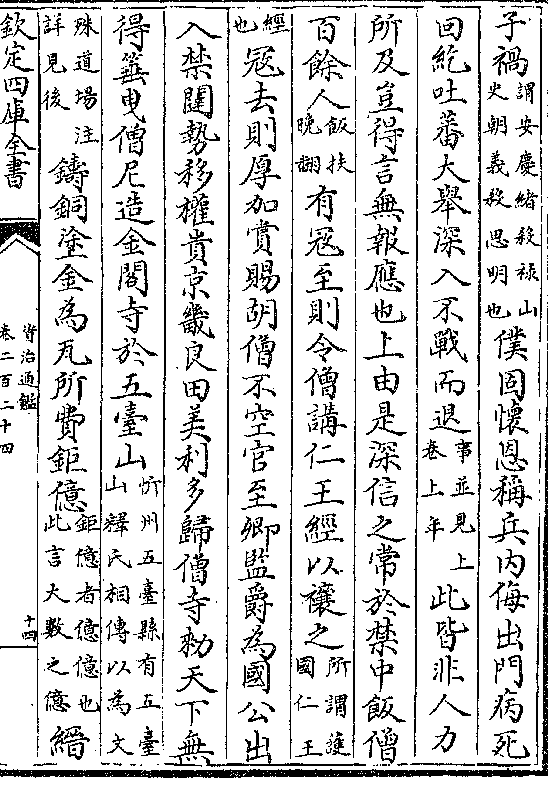 子禍謂安慶緒殺禄山史朝義殺思明也僕固懷恩稱兵内侮出門病死
回紇吐蕃大舉深入不戰而退事並見上卷上年此皆非人力
所及豈得言無報應也上由是深信之常於禁中飯僧
百餘人飯扶晚翻有冦至則令僧講仁王經以禳之所謂護國仁王
經也冦去則厚加賞賜胡僧不空官至卿監爵為國公出
入禁闥勢移權貴京畿良田美利多歸僧寺勑天下無
得箠曳僧尼造金閣寺於五臺山忻州五臺縣有五臺山釋氏相傳以為文
殊道場注詳見後鑄銅塗金為瓦所費鉅億鉅億者億億也此言大數之億縉
欽定四庫全書
資治通鑑
卷二百二十四
十四